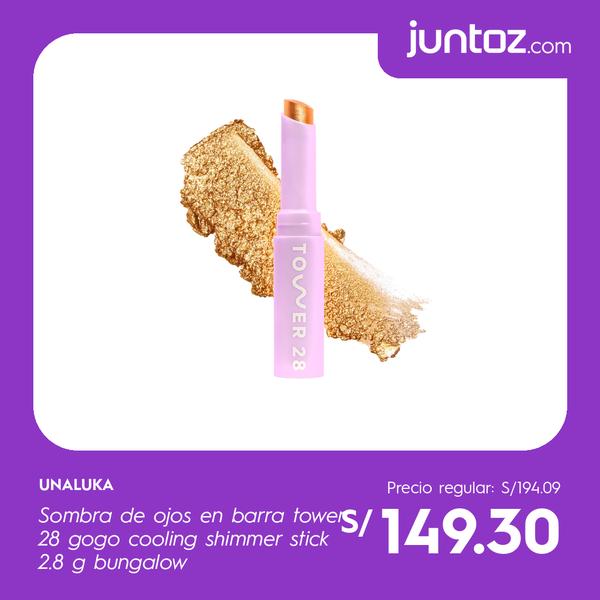 juntoz.com
TOWER 28
UNALUKA
Sombra de ojos en barra tower
28 gogo cooling shimmer stick
2.8 g bungalow
Precio regular: S/194.09
S/149.30